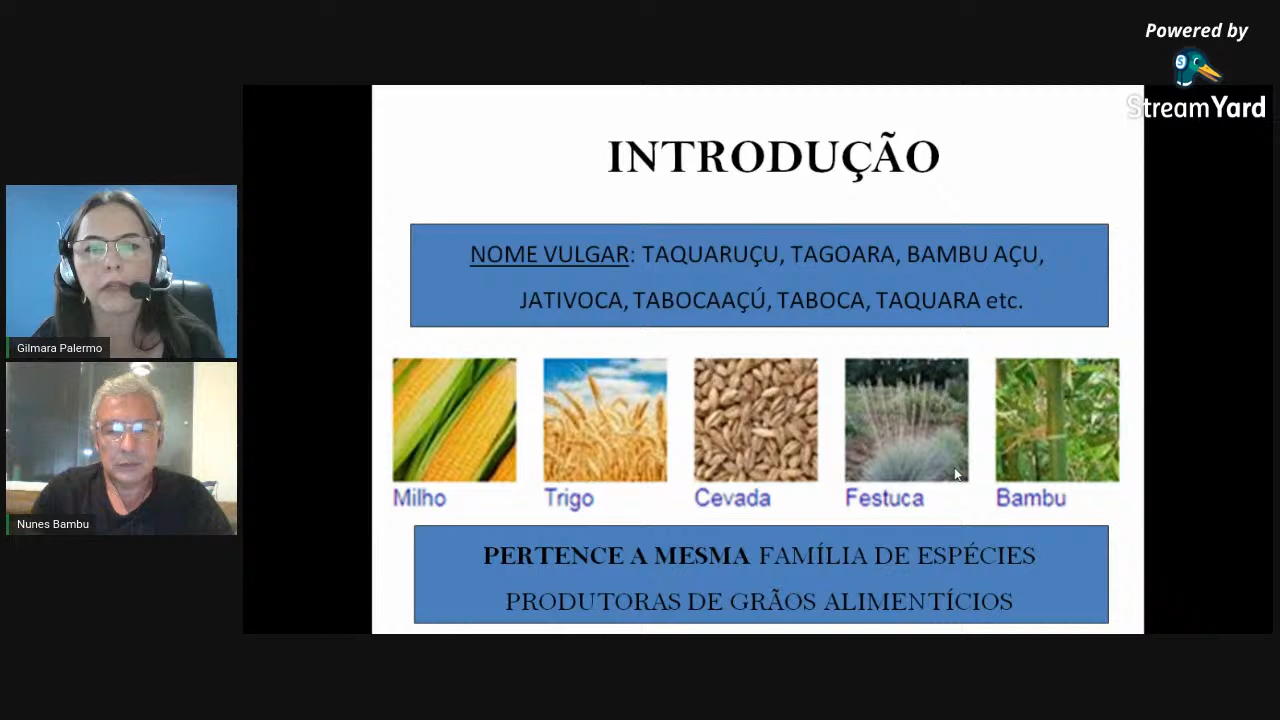 Powered by
StreamYard
INTRODUÇÃO
NOME VULGAR: TAQUARUÇU, TAGOARA, BAMBU AÇU,
JATIVOCA, TABOCAAÇÚ, TABOCA, TAQUARA etc.
Gilmara Palermo
Nunes Bambu
Milho Trigo Cevada Festuca Bambu
PERTENCE A MESMA FAMÍLIA DE ESPÉCIES
PRODUTORAS DE GRÃOS ALIMENTÍCIOS